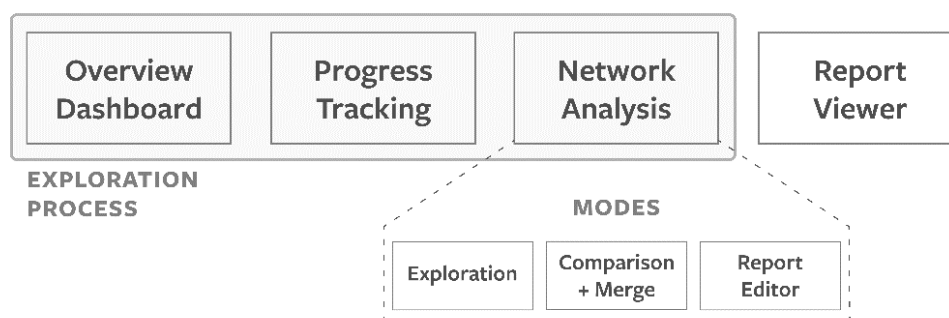 Overview
Dashboard
Progress
Tracking
Network
Analysis
Report
Viewer
EXPLORATION
PROCESS
MODES
Exploration
Comparison
+ Merge
Report
Editor